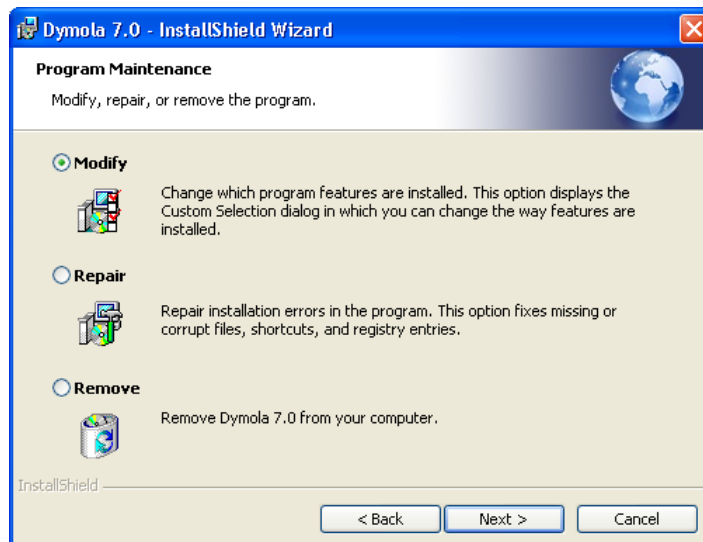 Dymola 7.0 - InstallShield Wizard
Program Maintenance
Modify, repair, or remove the program.
Modify
Change which program features are installed. This option displays the
Custom Selection dialog in which you can change the way features are
installed.
Repair
Repair installation errors in the program. This option fixes missing or
corrupt files, shortcuts, and registry entries.
Remove
Remove Dymola 7.0 from your computer.
InstallShield
< Back
Next >
Cancel